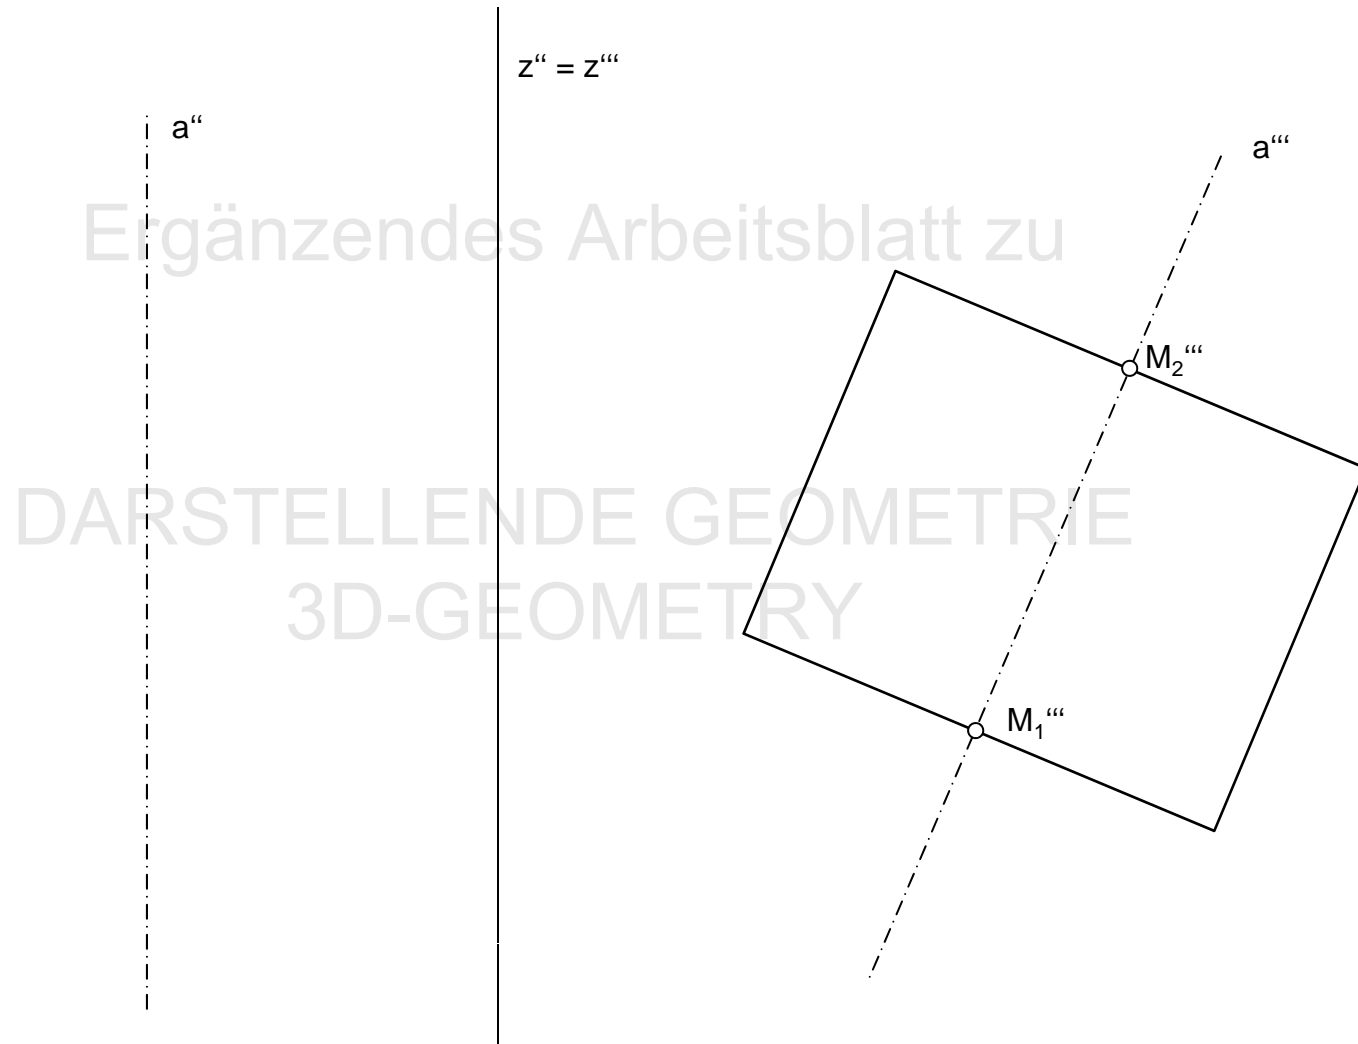 z“ = z“‘
a“
a“‘
Ergänzendes Arbeitsblatt zu
M₂“‘
DARSTELLENDE GEOMETRIE
3D-GEOMETRY
M₁“‘